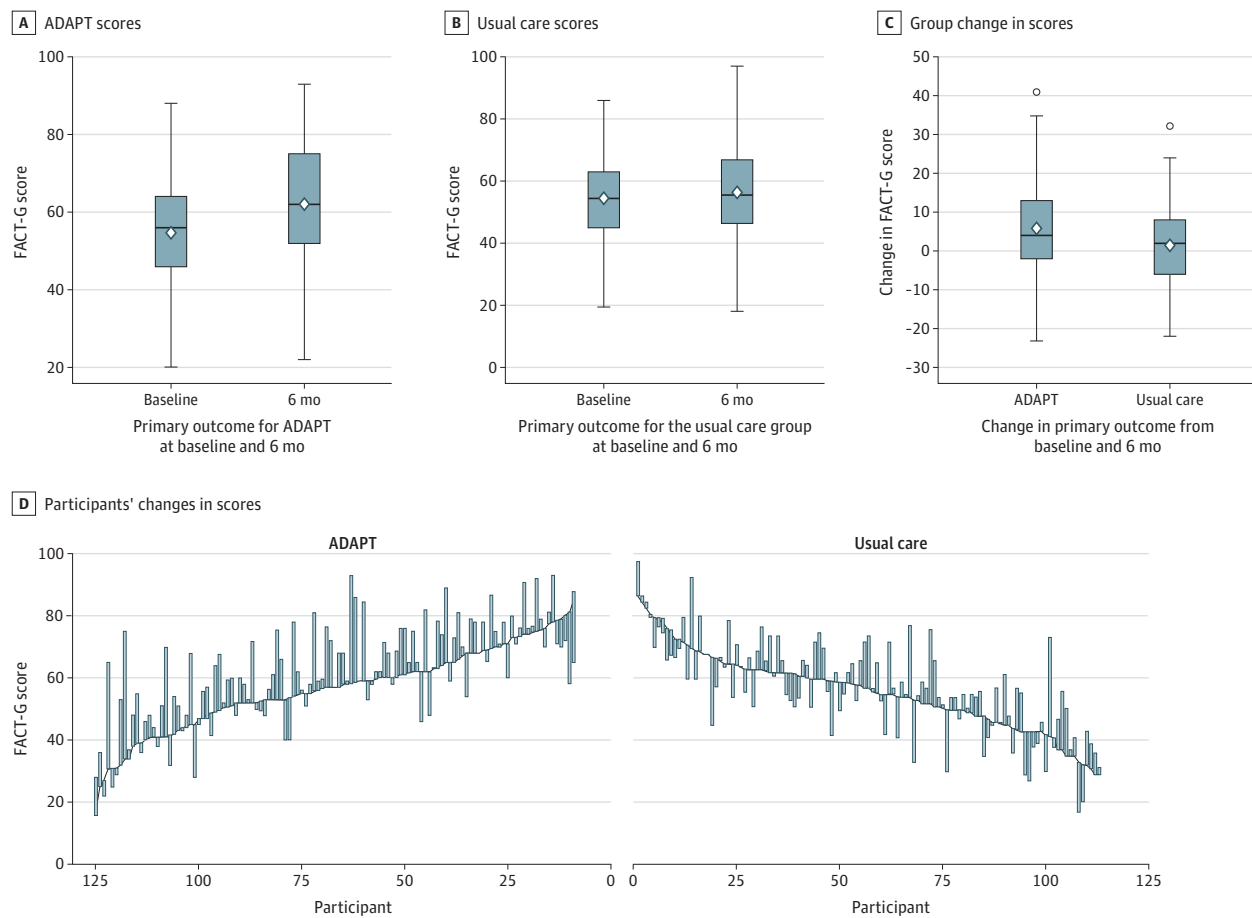 A ADAPT scores
FACT-G score
100
80
60
40
20
Baseline
6 mo
Primary outcome for ADAPT
at baseline and 6 mo
B Usual care scores
FACT-G score
100
80
60
40
20
0
Baseline
6 mo
Primary outcome for the usual care group
at baseline and 6 mo
C Group change in scores
Change in FACT-G score
50
40
30
20
10
0
-10
-20
-30
ADAPT
Usual care
Change in primary outcome from
baseline and 6 mo
D Participants' changes in scores
ADAPT
FACT-G score
100
80
60
40
20
0
125
100
75
50
25
0
Participant
Usual care
0
25
50
75
100
125
Participant